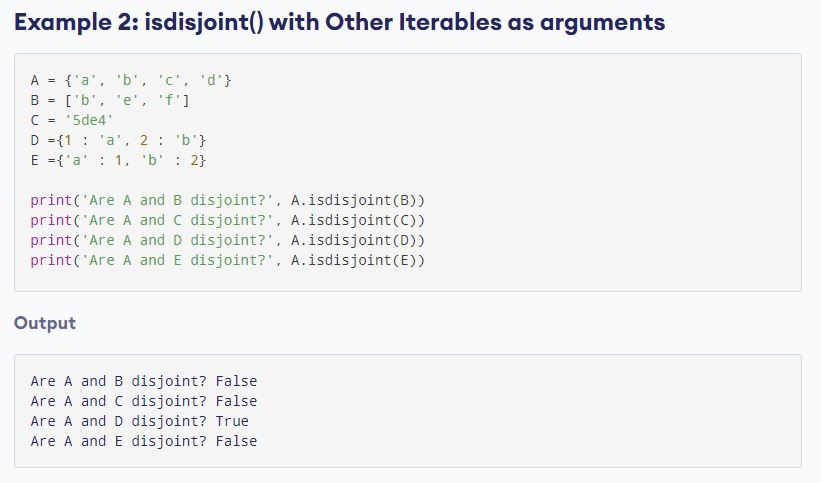 Example 2: isdisjoint() with Other Iterables as arguments
A = {'a', 'b', 'c', 'd'}
B = ['b', 'e', 'f']
C = '5de4'
D ={1 : 'a', 2 : 'b'}
E ={'a' : 1, 'b' : 2}
print('Are A and B disjoint?', A.isdisjoint(B))
print('Are A and C disjoint?', A.isdisjoint(C))
print('Are A and D disjoint?', A.isdisjoint(D))
print('Are A and E disjoint?', A.isdisjoint(E))
Output
Are A and B disjoint? False
Are A and C disjoint? False
Are A and D disjoint? True
Are A and E disjoint? False